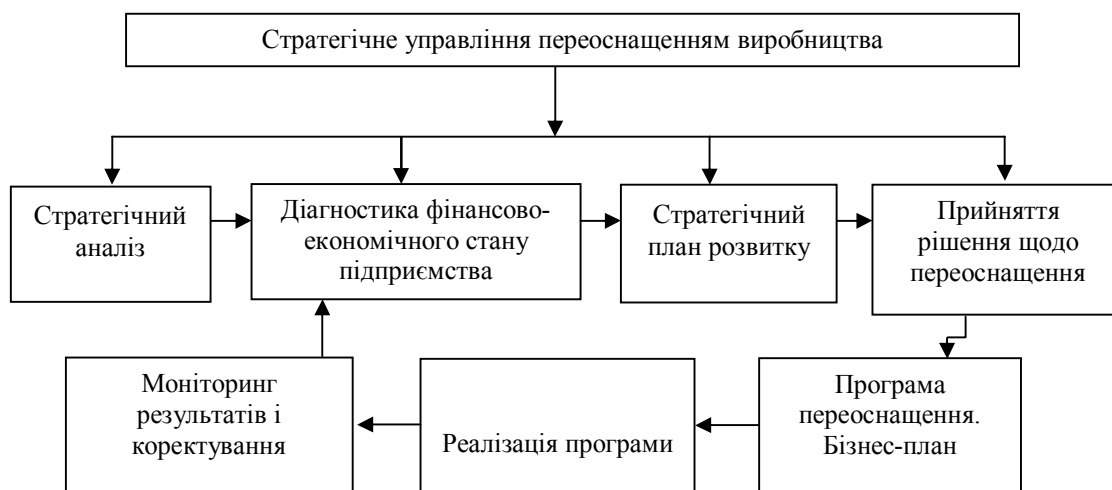 Стратегічне управління переоснащенням виробництва
Стратегічний
аналіз
Діагностика фінансово-
економічного стану
підприємства
Стратегічний
план розвитку
Прийняття
рішення щодо
переоснащення
Моніторинг
результатів і
коректування
Реалізація програми
Програма
переоснащення.
Бізнес-план